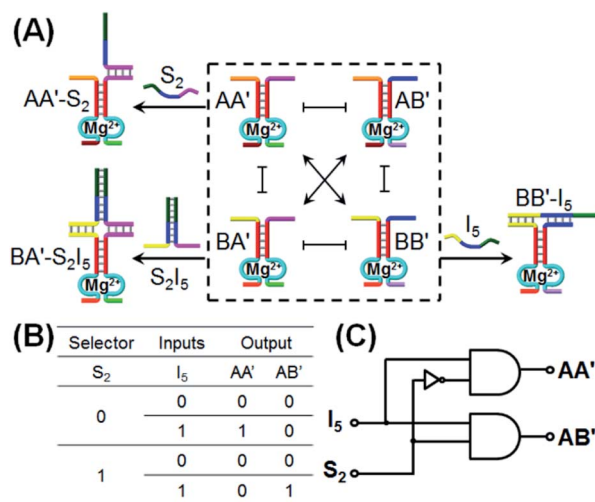 (A)
S2
AA'-S2
AA'
AB'
Mg2+
Mg2+
Mg2+
BB'-I5
BA'
BB'
I5
BA'-S2I5
S2I5
Mg2+
Mg2+
Mg2+
Mg2+
(B)
Selector Inputs Output
S2 I5 AA' AB'
0 0 0 0
1 1 0
1 0 0 0
1 0 1
(C)
AA'
I5
AB'
S2